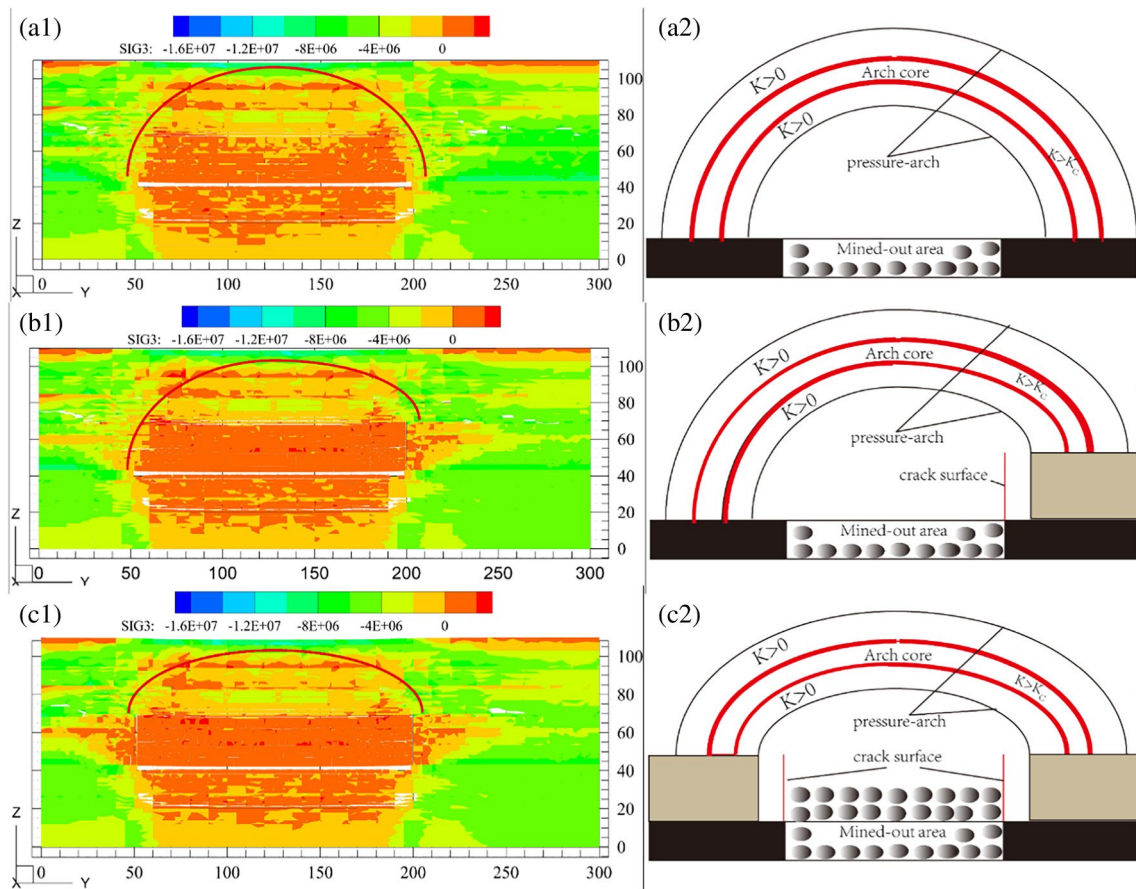 (a1)
SIG3: -1.6E+07 -1.2E+07 -8E+06 -4E+06 0
100
80
60
40
20
0
Z
X
0 Y 50 100 150 200 250 300
(a2)
K>0
Arch core
K>0
K>Kc
pressure-arch
Mined-out area
(b1)
SIG3: -1.6E+07 -1.2E+07 -8E+06 -4E+06 0
100
80
60
40
20
0
Z
X
0 Y 50 100 150 200 250 300
(b2)
K>0
Arch core
K>0
K>Kc
pressure-arch
crack surface
Mined-out area
(c1)
SIG3: -1.6E+07 -1.2E+07 -8E+06 -4E+06 0
100
80
60
40
20
0
Z
X
0 Y 50 100 150 200 250 300
(c2)
K>0
Arch core
K>0
K>Kc
pressure-arch
crack surface
Mined-out area